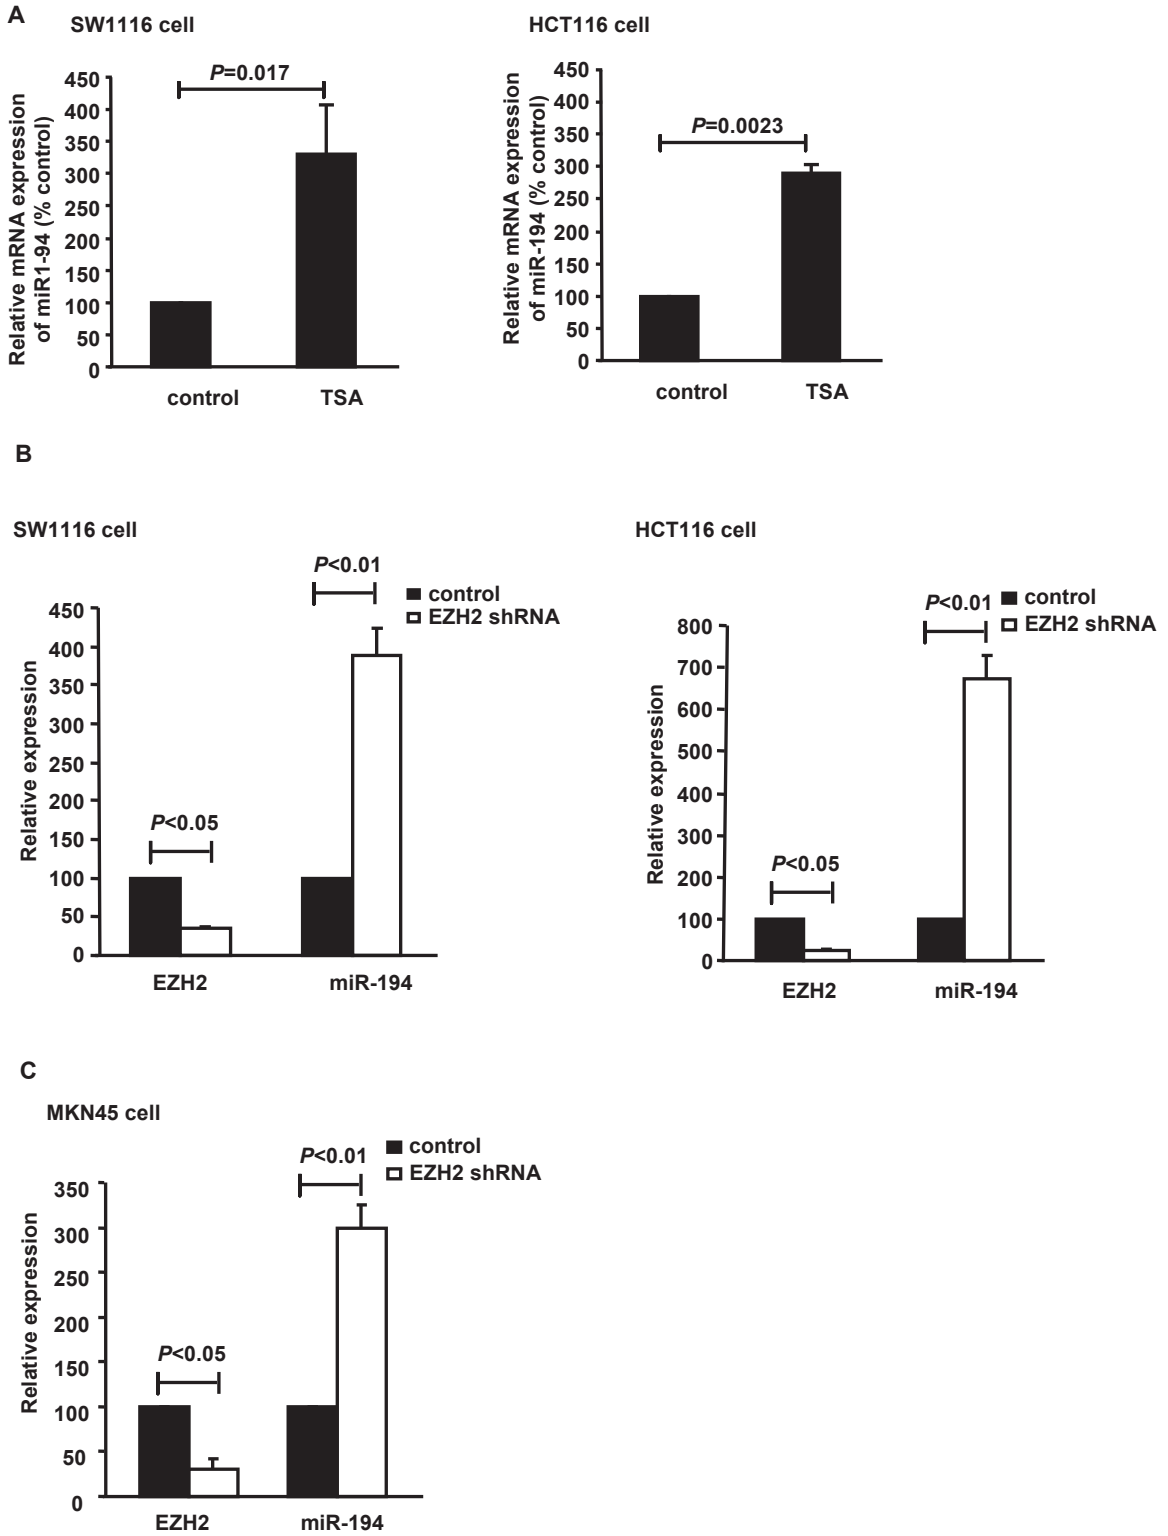 A
SW1116 cell
HCT116 cell
Relative mRNA expression
of miR1-94 (% control)
450
400
350
300
250
200
150
100
50
0
P=0.017
control
TSA
Relative mRNA expression
of miR-194 (% control)
450
400
350
300
250
200
150
100
50
0
P=0.0023
control
TSA
B
SW1116 cell
HCT116 cell
Relative expression
450
400
350
300
250
200
150
100
50
0
P<0.05
P<0.01
control
EZH2 shRNA
EZH2
miR-194
Relative expression
800
700
600
500
400
300
200
100
0
P<0.05
P<0.01
control
EZH2 shRNA
EZH2
miR-194
C
MKN45 cell
Relative expression
350
300
250
200
150
100
50
0
P<0.05
P<0.01
control
EZH2 shRNA
EZH2
miR-194